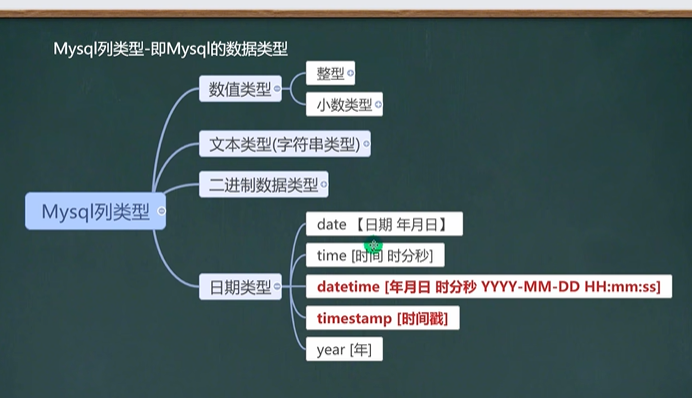 Mysql列类型-即Mysql的数据类型
数值类型
整型
小数类型
文本类型(字符串类型)
二进制数据类型
Mysql列类型
日期类型
date 【日期 年月日】
time [时间 时分秒]
datetime [年月日 时分秒 YYYY-MM-DD HH:mm:ss]
timestamp [时间戳]
year [年]